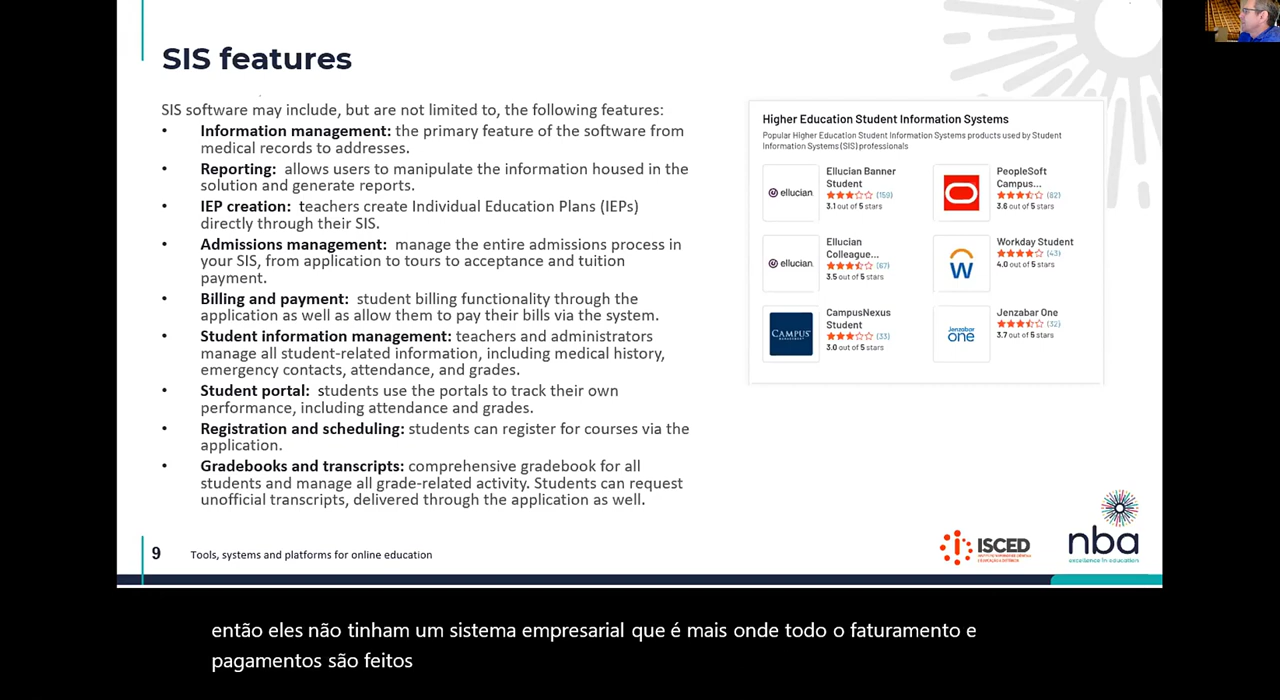 SIS features
SIS software may include, but are not limited to, the following features:
• Information management: the primary feature of the software from
medical records to addresses.
• Reporting: allows users to manipulate the information housed in the
solution and generate reports.
• IEP creation: teachers create Individual Education Plans (IEPs)
directly through their SIS.
• Admissions management: manage the entire admissions process in
your SIS, from application to tours to acceptance and tuition
payment.
• Billing and payment: student billing functionality through the
application as well as allow them to pay their bills via the system.
• Student information management: teachers and administrators
manage all student-related information, including medical history,
emergency contacts, attendance, and grades.
• Student portal: students use the portals to track their own
performance, including attendance and grades.
• Registration and scheduling: students can register for courses via the
application.
• Gradebooks and transcripts: comprehensive gradebook for all
students and manage all grade-related activity. Students can request
unofficial transcripts, delivered through the application as well.
Higher Education Student Information Systems
Popular Higher Education Student Information Systems products used by Student
Information Systems (SIS) professionals
ellucian
Ellucian Banner
Student
(159)
3.1 out of 5 stars
PeopleSoft
Campus...
(82)
3.6 out of 5 stars
ellucian
Ellucian
Colleague...
(67)
3.5 out of 5 stars
W
Workday Student
(43)
4.0 out of 5 stars
CAMPUS
MANAGEMENT
CampusNexus
Student
(33)
3.0 out of 5 stars
Jenzabar
one
Jenzabar One
(32)
3.7 out of 5 stars
9
Tools, systems and platforms for online education
ISCED
nba
excellence in education
então eles não tinham um sistema empresarial que é mais onde todo o faturamento e
pagamentos são feitos